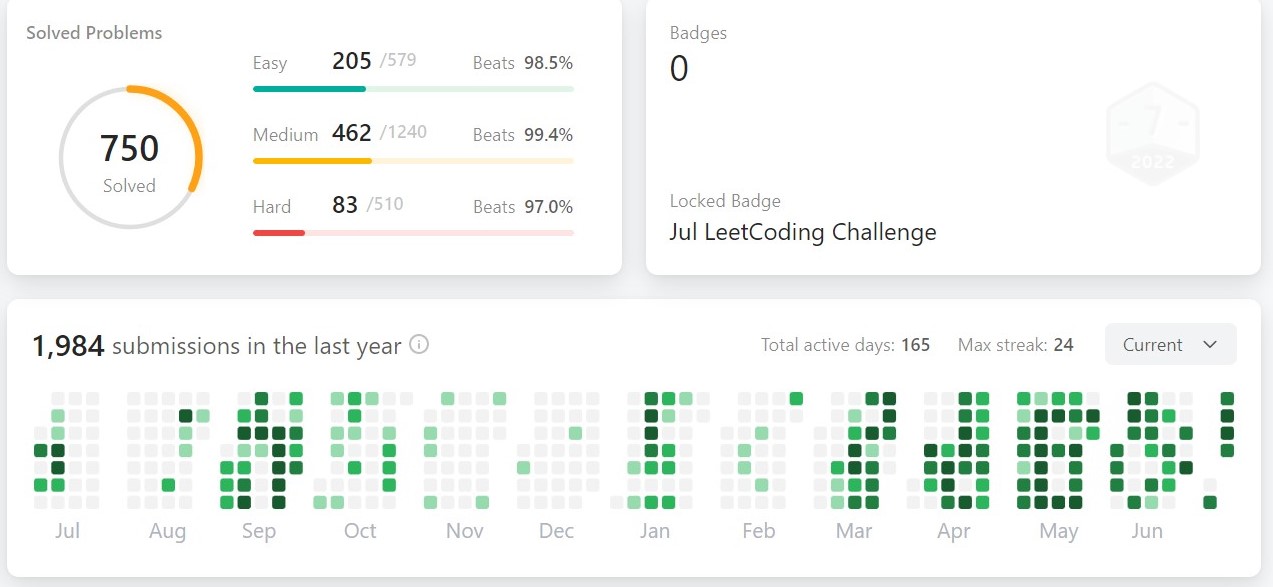 Solved Problems
750
Solved
Easy 205 /579 Beats 98.5%
Medium 462 /1240 Beats 99.4%
Hard 83 /510 Beats 97.0%
Badges
0
7
2022
Locked Badge
Jul LeetCoding Challenge
1,984 submissions in the last year
Total active days: 165 Max streak: 24 Current
Jul Aug Sep Oct Nov Dec Jan Feb Mar Apr May Jun